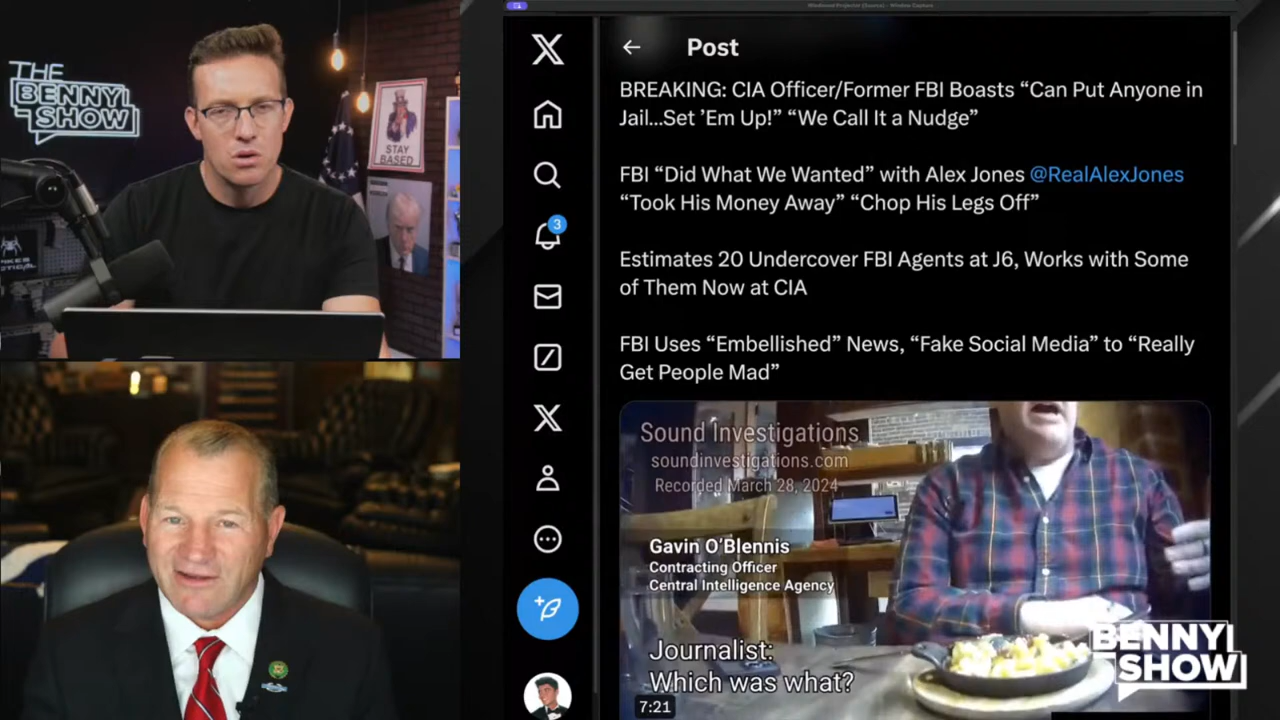 THE
BENNY
SHOW
STAY
BASED
Post
BREAKING: CIA Officer/Former FBI Boasts “Can Put Anyone in
Jail...Set ’Em Up!” “We Call It a Nudge”
FBI “Did What We Wanted” with Alex Jones @RealAlexJones
“Took His Money Away” “Chop His Legs Off”
Estimates 20 Undercover FBI Agents at J6, Works with Some
of Them Now at CIA
FBI Uses “Embellished” News, “Fake Social Media” to “Really
Get People Mad”
3
Sound Investigations
soundinvestigations.com
Recorded March 28, 2024
Gavin O’Blennis
Contracting Officer
Central Intelligence Agency
Journalist:
Which was what?
7:21
BENNY
SHOW